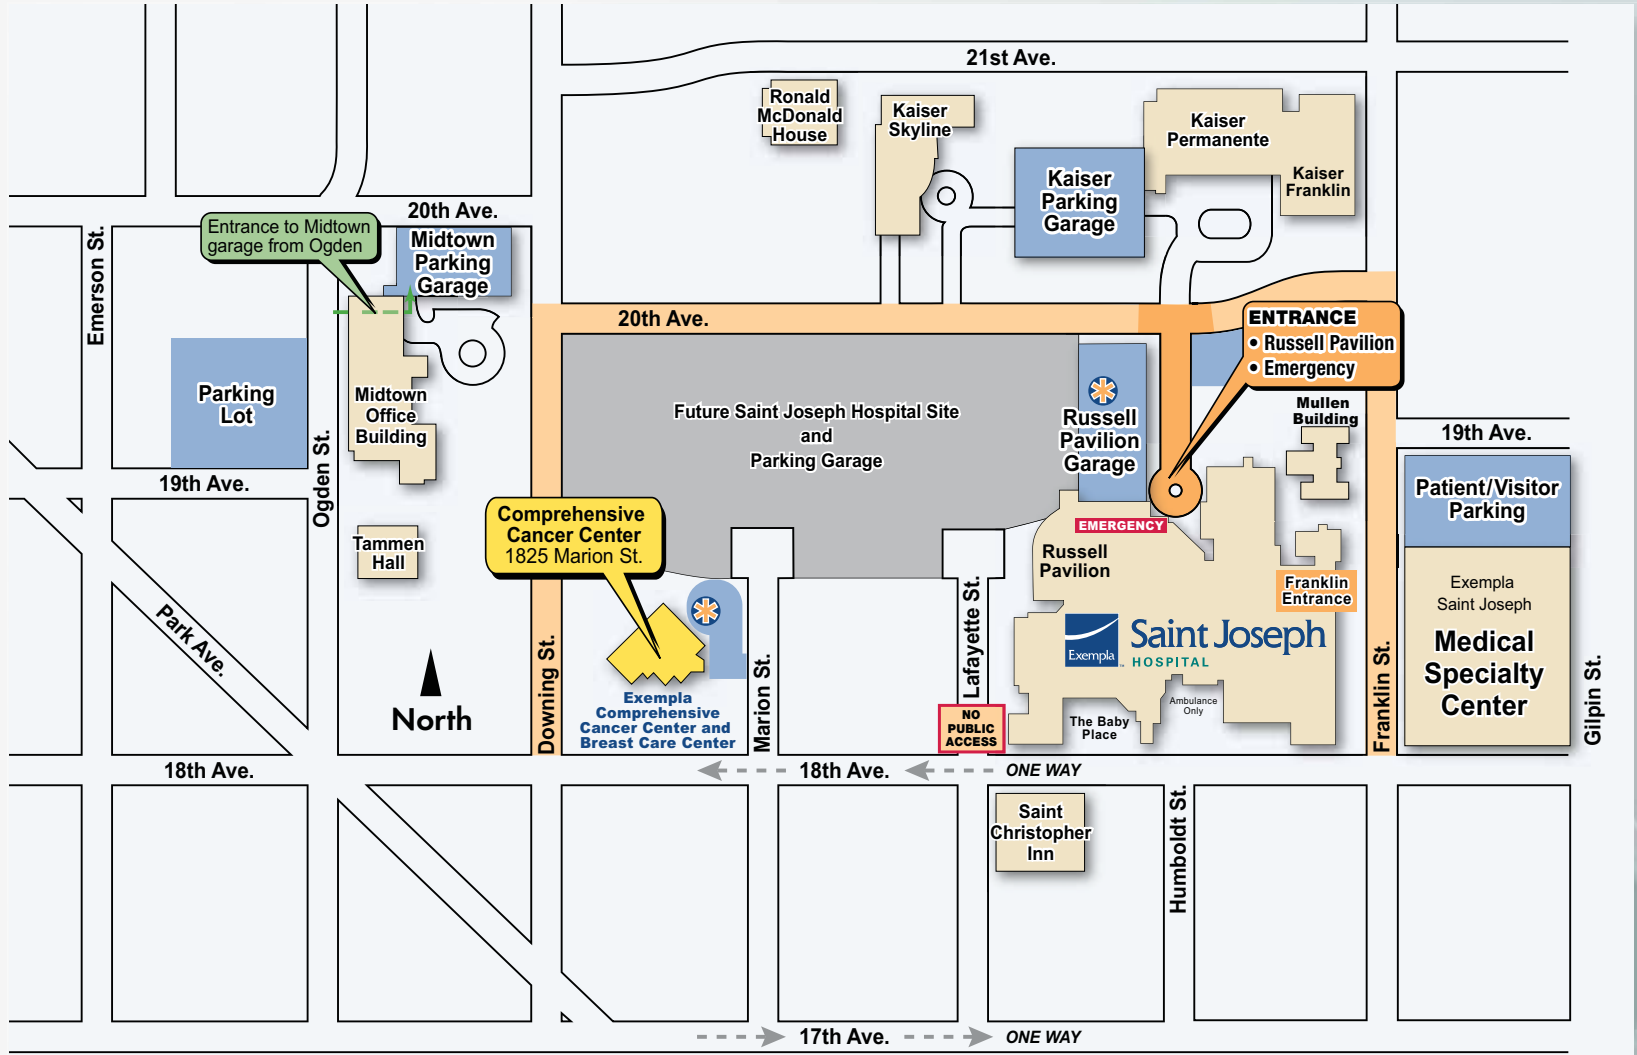 21st Ave.
Ronald
McDonald
House
Kaiser
Skyline
Kaiser
Permanente
Kaiser
Franklin
Kaiser
Parking
Garage
20th Ave.
Entrance to Midtown
garage from Ogden
Midtown
Parking
Garage
Emerson St.
20th Ave.
ENTRANCE
• Russell Pavilion
• Emergency
Parking
Lot
Midtown
Office
Building
Ogden St.
Future Saint Joseph Hospital Site
and
Parking Garage
Russell
Pavilion
Garage
Mullen
Building
19th Ave.
19th Ave.
Patient/Visitor
Parking
Comprehensive
Cancer Center
1825 Marion St.
EMERGENCY
Russell
Pavilion
Tammen
Hall
Franklin
Entrance
Exempla
Saint Joseph
Medical
Specialty
Center
Park Ave.
North
Downing St.
Exempla
Comprehensive
Cancer Center and
Breast Care Center
Marion St.
Lafayette St.
NO
PUBLIC
ACCESS
Exempla
Saint Joseph
HOSPITAL
The Baby
Place
Ambulance
Only
Franklin St.
Gilpin St.
18th Ave.
18th Ave.
ONE WAY
Saint
Christopher
Inn
Humboldt St.
17th Ave.
ONE WAY